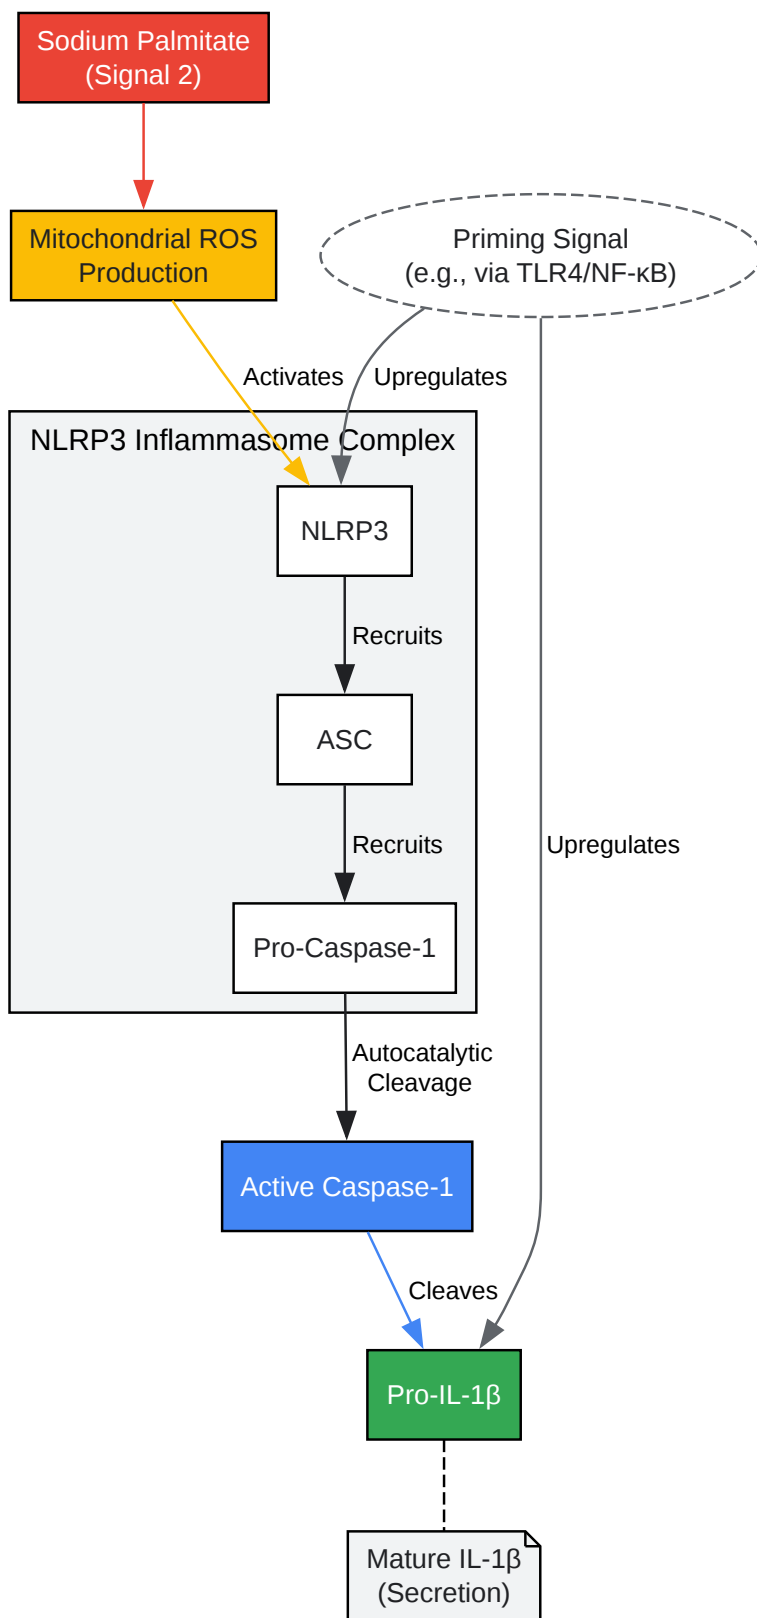 Sodium Palmitate
(Signal 2)
Mitochondrial ROS
Production
Priming Signal
(e.g., via TLR4/NF-κB)
Activates
Upregulates
NLRP3 Inflammasome Complex
NLRP3
Recruits
ASC
Recruits
Upregulates
Pro-Caspase-1
Autocatalytic
Cleavage
Active Caspase-1
Cleaves
Pro-IL-1β
Mature IL-1β
(Secretion)